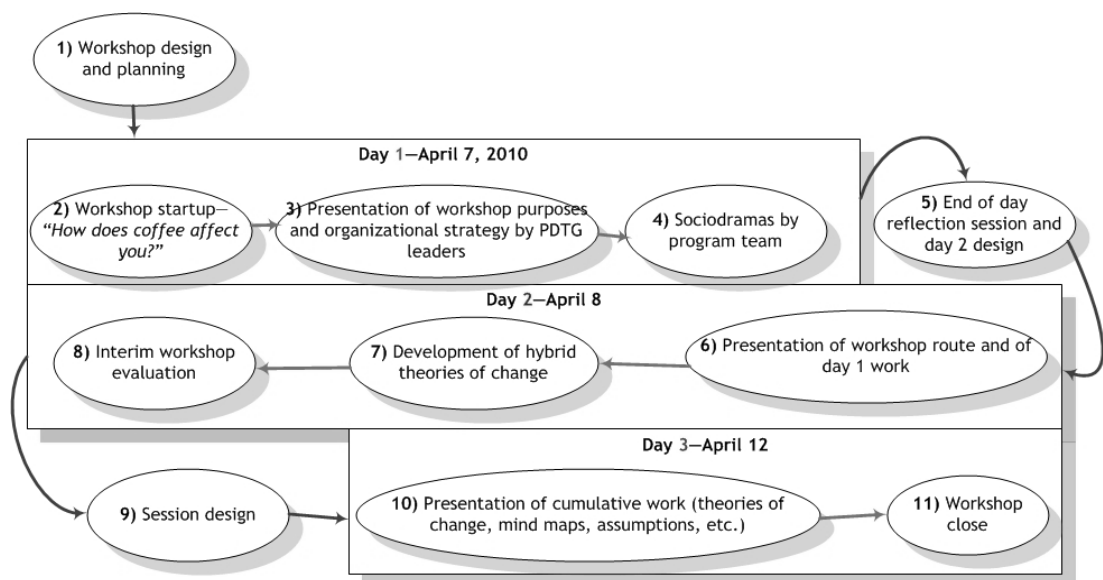 1) Workshop design
and planning
Day 1—April 7, 2010
2) Workshop startup—
“How does coffee affect
you?”
3) Presentation of workshop purposes
and organizational strategy by PDTG
leaders
4) Sociodramas by
program team
5) End of day
reflection session and
day 2 design
Day 2—April 8
6) Presentation of workshop route and of
day 1 work
7) Development of hybrid
theories of change
8) Interim workshop
evaluation
9) Session design
Day 3—April 12
10) Presentation of cumulative work (theories of
change, mind maps, assumptions, etc.)
11) Workshop
close